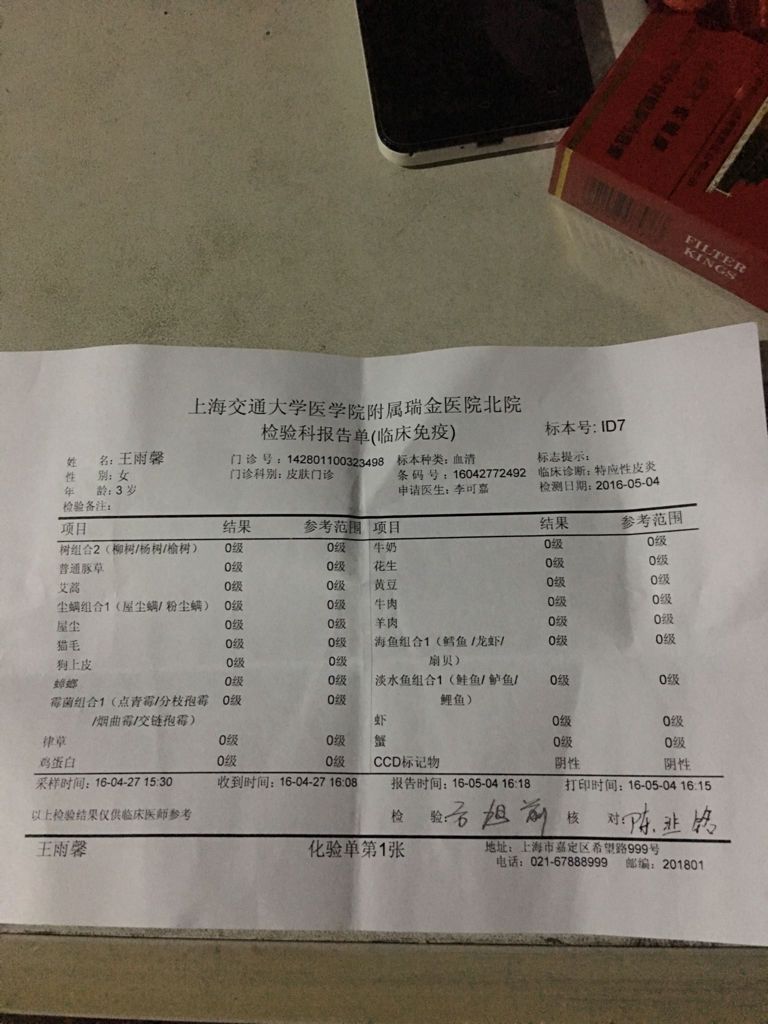 FILTER
KINGS
上海交通大学医学院附属瑞金医院北院
检验科报告单(临床免疫)
标本号: ID7
姓 名: 王雨馨 门 诊 号: 142801100323498 标本种类: 血清 标志提示:
性 别: 女 门诊科别: 皮肤门诊 条 码 号: 16042772492 临床诊断: 特应性皮炎
年 龄: 3 岁 申请医生: 李可嘉 检测日期: 2016-05-04
检验备注:
项目 结果 参考范围 项目 结果 参考范围
树组合2（柳树/杨树/榆树） 0级 0级 牛奶 0级 0级
普通豚草 0级 0级 花生 0级 0级
艾蒿 0级 0级 黄豆 0级 0级
尘螨组合1（屋尘螨/ 粉尘螨） 0级 0级 牛肉 0级 0级
屋尘 0级 0级 羊肉 0级 0级
猫毛 0级 0级 海鱼组合1（鳕鱼 /龙虾/ 0级 0级
狗上皮 0级 0级 扇贝）
蟑螂 0级 0级 淡水鱼组合1（鲑鱼/ 鲈鱼/ 0级 0级
霉菌组合1（点青霉/分枝孢霉 0级 0级 鲤鱼）
/烟曲霉/交链孢霉） 虾 0级 0级
律草 0级 0级 蟹 0级 0级
鸡蛋白 0级 0级 CCD标记物 阴性 阴性
采样时间: 16-04-27 15:30 收到时间: 16-04-27 16:08 报告时间: 16-05-04 16:18 打印时间: 16-05-04 16:15
以上检验结果仅供临床医师参考 检 验: 核 对:
王雨馨 化验单第1张 地址: 上海市嘉定区希望路999号
电话: 021-67888999 邮编: 201801